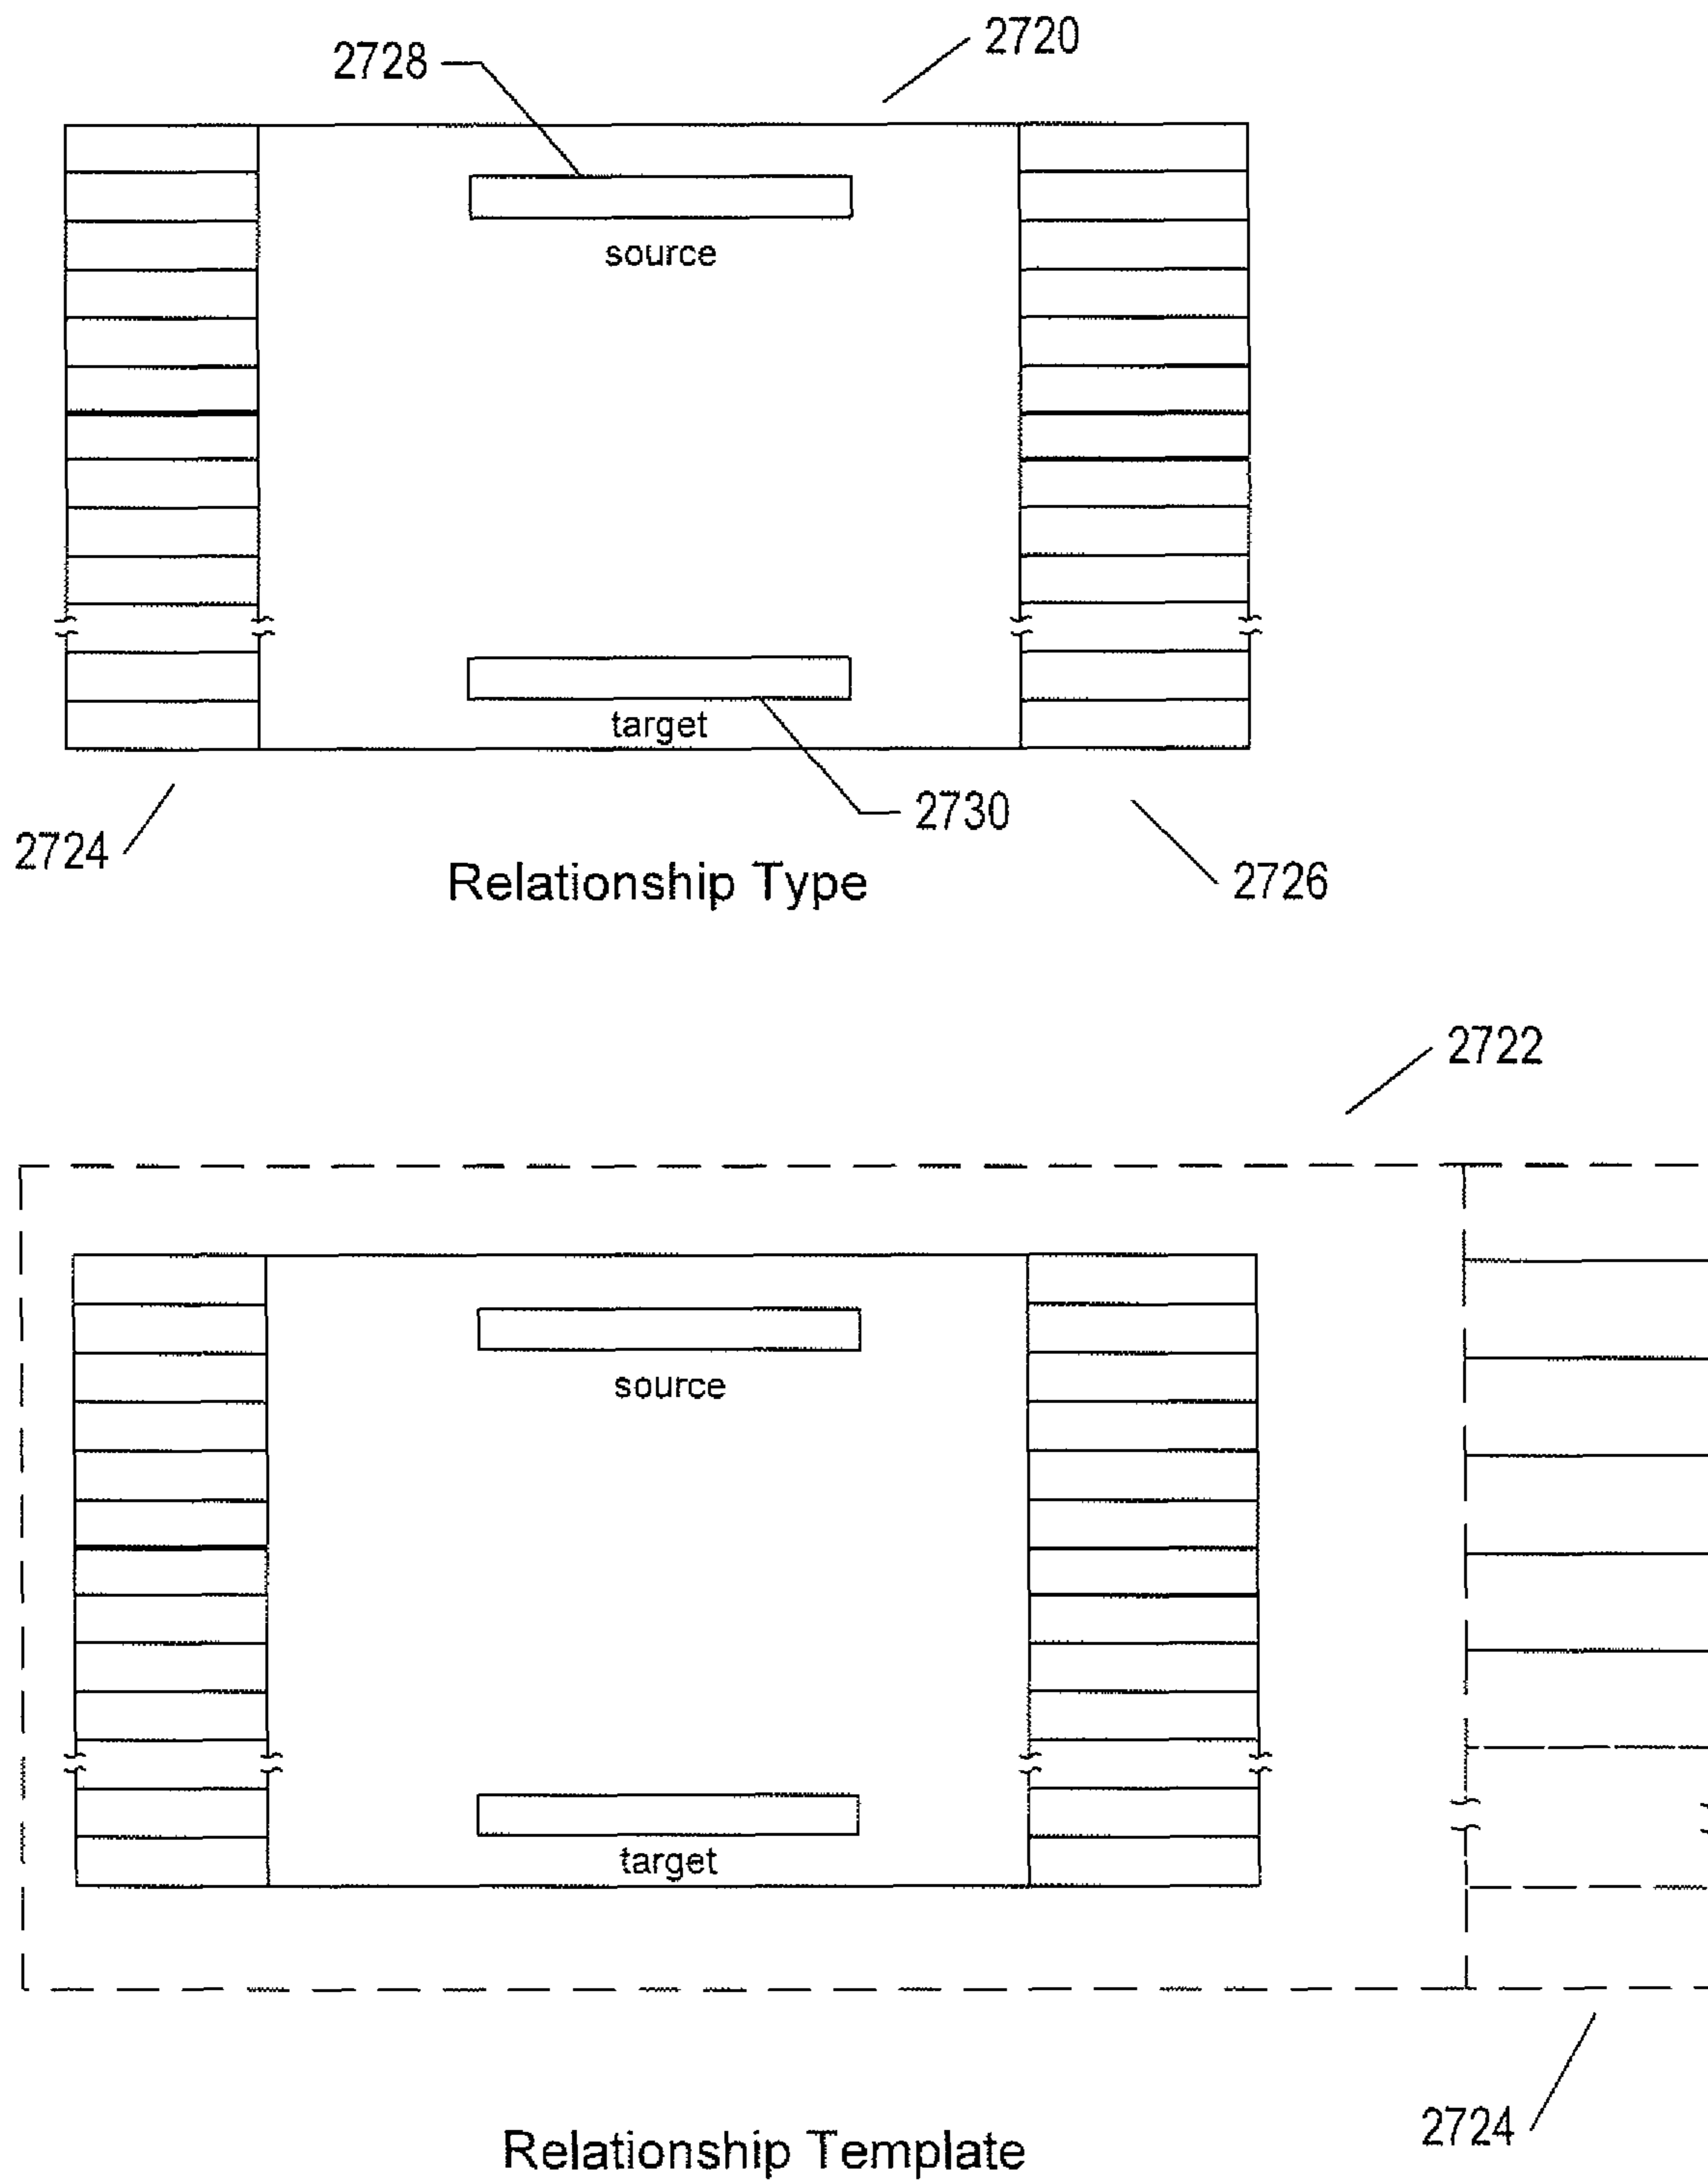 2720
2728
source
target
2730
2724
2726
Relationship Type
2722
source
target
2724
Relationship Template